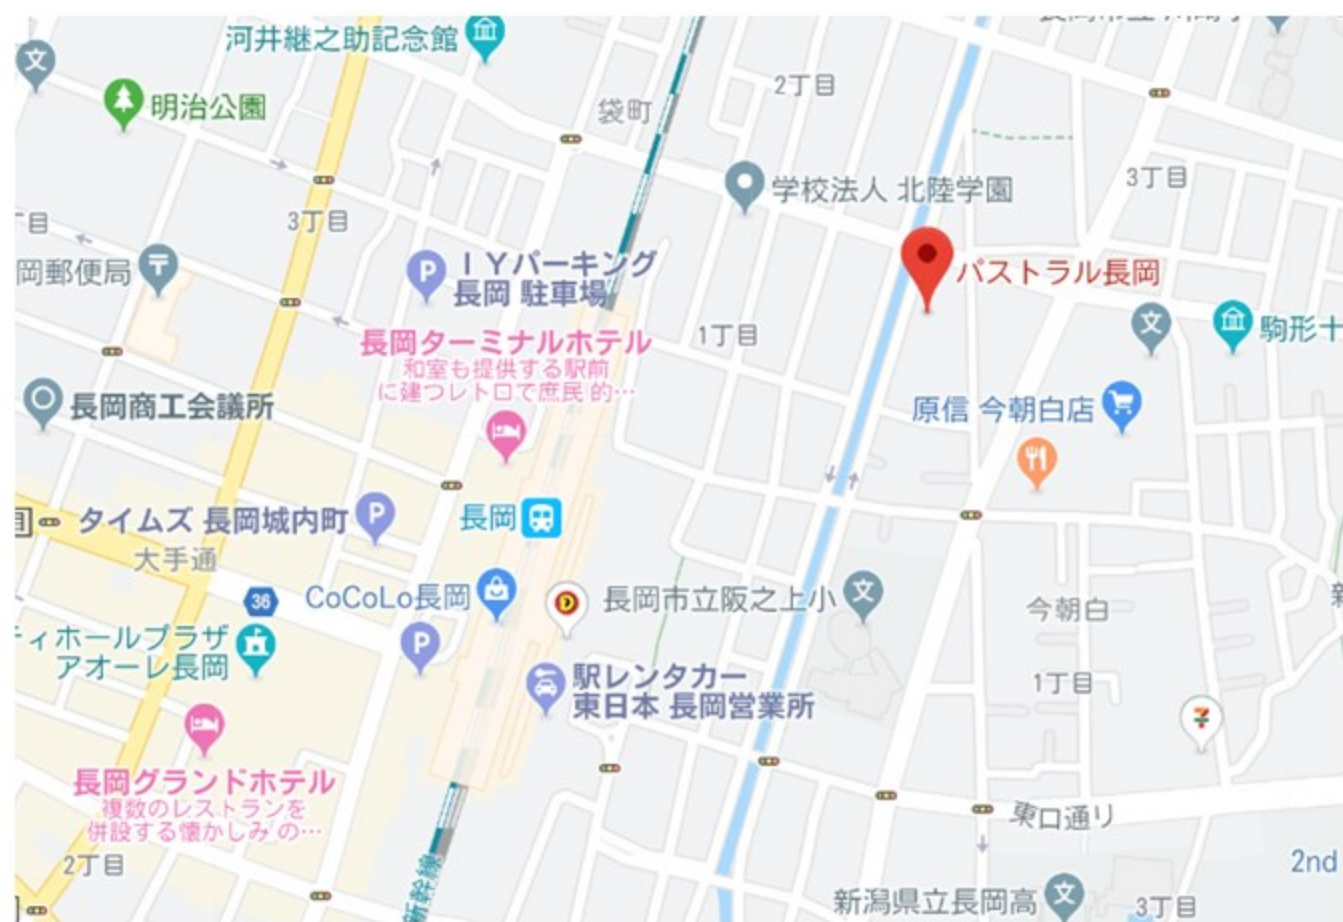 河井継之助記念館
明治公園
袋町
2丁目
学校法人 北陸学園
3丁目
3丁目
丁目
岡郵便局
IYパーキング
長岡 駐車場
パストラル長岡
駒形十
長岡ターミナルホテル
和室も提供する駅前
に建つレトロで庶民的…
1丁目
長岡商工会議所
原信 今朝白店
タイムズ 長岡城内町
長岡
大手通
36
CoCoLo長岡
長岡市立阪之上小
今朝白
ティホールプラザ
アオーレ長岡
駅レンタカー
東日本 長岡営業所
1丁目
7
長岡グランドホテル
複数のレストランを
併設する懐かしみの…
東口通り
2丁目
新幹線
2nd
新潟県立長岡高
3丁目